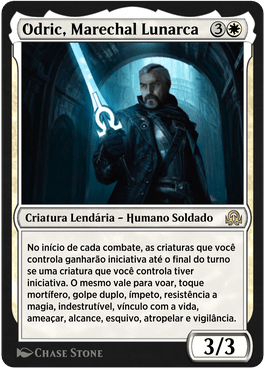 Odric, Marechal Lunarca 3
Criatura Lendária – Humano Soldado
No início de cada combate, as criaturas que você
controla ganharão iniciativa até o final do turno
se uma criatura que você controla tiver
iniciativa. O mesmo vale para voar, toque
mortífero, golpe duplo, ímpeto, resistência a
magia, indestrutível, vínculo com a vida,
ameaçar, alcance, esquivo, atropelar e vigilância.
Chase Stone
3/3